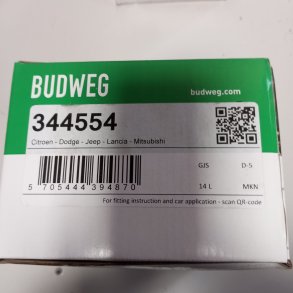 BUDWEG
budweg.com
344554
Citroen - Dodge - Jeep - Lancia - Mitsubishi
GJS D-5
14 L MKN
5 705444 394870
For fitting instruction and car application - scan QR-code